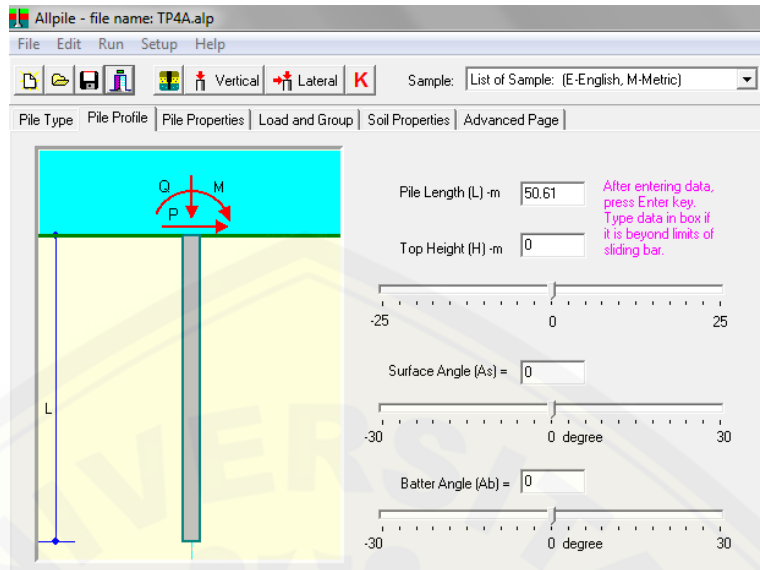 Allpile - file name: TP4A.alp
File Edit Run Setup Help
Vertical Lateral K Sample: List of Sample: (E-English, M-Metric)
Pile Type Pile Profile Pile Properties Load and Group Soil Properties Advanced Page
Q M
P
L
Pile Length (L) -m 50.61
After entering data,
press Enter key.
Type data in box if
it is beyond limits of
sliding bar.
Top Height (H) -m 0
-25 0 25
Surface Angle (As) = 0
-30 0 degree 30
Batter Angle (Ab) = 0
-30 0 degree 30